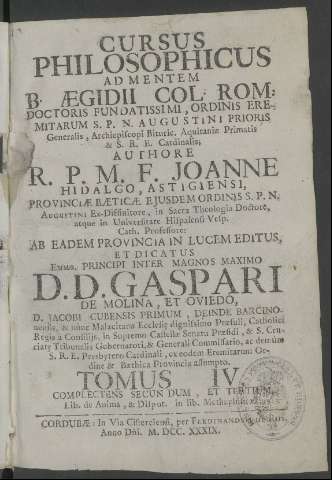 CURSUS
PHILOSOPHICUS
AD MENTEM
B. ÆGIDII COL. ROM.
DOCTORIS FUNDATISSIMI, ORDINIS ERE-
MITARUM S. P. N. AUGUSTINI PRIORIS
Generalis, Archiepiscopi Bituric. Aquitaniæ Primatis
& S. R. E. Cardinalis;
AUTHORE
R. P. M. F. JOANNE
HIDALGO, ASTIGIENSI,
PROVINCIÆ BÆTICÆ EJUSDEM ORDINIS S. P. N.
AUGUSTINI Ex-Diffinitore, in Sacra Theologia Doctore,
atque in Universitate Hispalensi Vesp.
Cath. Professore:
AB EADEM PROVINCIA IN LUCEM EDITUS,
ET DICATUS
Emmo. PRINCIPI INTER MAGNOS MAXIMO
D. D. GASPARI
DE MOLINA, ET OVIEDO,
D. JACOBI CUBENSIS PRIMUM, DEINDE BARCINO-
nensis, & nunc Malacitanæ Ecclesiæ dignissimo Præsuli, Catholici
Regis a Consilijs, in Supremo Castellæ Senatu Præsidi, & S. Cru-
ciatæ Tribunalis Gubernatori, & Generali Commissario, ac demum
S. R. E. Presbytero Cardinali, ex eodem Eremitarum Or-
dine & Bæthica Provincia assumpto.
TOMUS IV.
COMPLECTENS SECUNDUM, ET TERTIUM
Lib. de Anima, & Disput. in lib. Methaphisic.
CORDUBÆ: In Via Cisterciensi, per FERDINANDUM de Ros,
Anno Dñi. M. DCC. XXXIX.